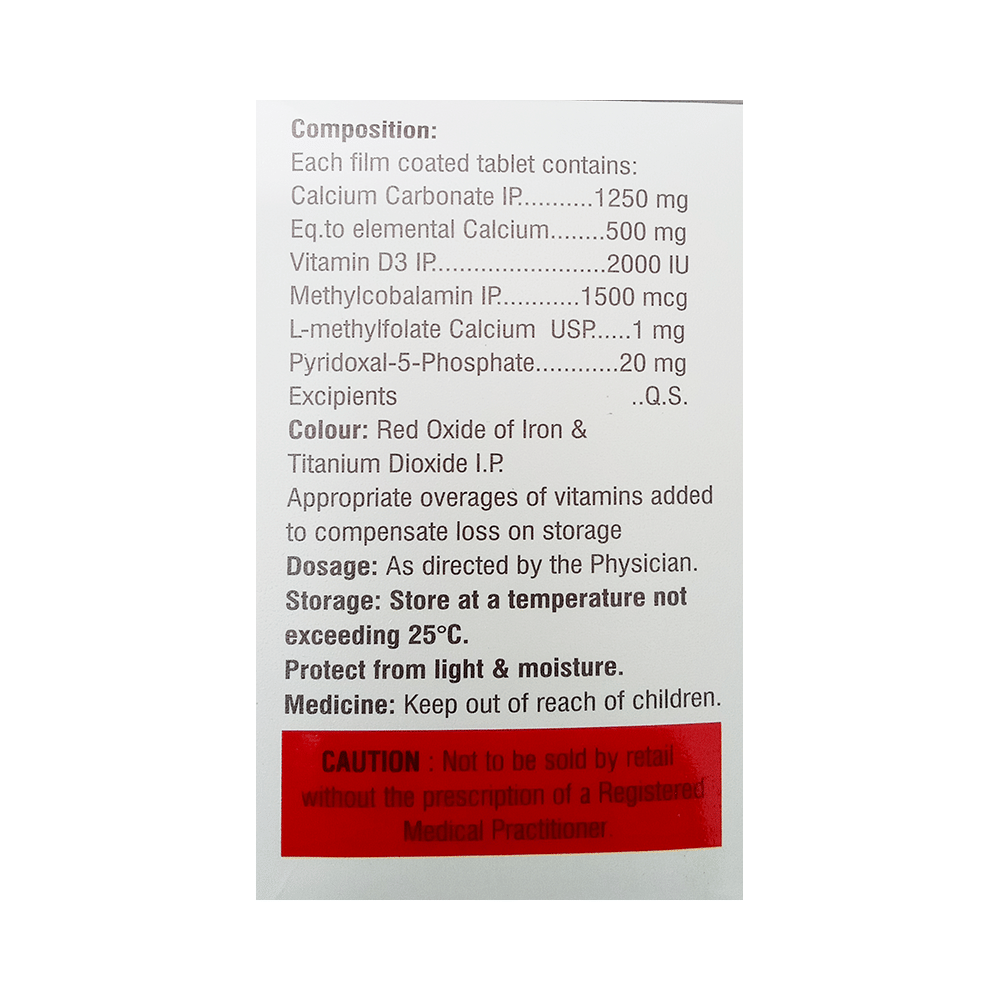 Composition:
Each film coated tablet contains:
Calcium Carbonate IP..........1250 mg
Eq.to elemental Calcium........500 mg
Vitamin D3 IP.........................2000 IU
Methylcobalamin IP...........1500 mcg
L-methylfolate Calcium USP......1 mg
Pyridoxal-5-Phosphate............20 mg
Excipients ..Q.S.
Colour: Red Oxide of Iron &
Titanium Dioxide I.P.
Appropriate overages of vitamins added
to compensate loss on storage
Dosage: As directed by the Physician.
Storage: Store at a temperature not
exceeding 25°C.
Protect from light & moisture.
Medicine: Keep out of reach of children.
CAUTION : Not to be sold by retail
without the prescription of a Registered
Medical Practitioner.